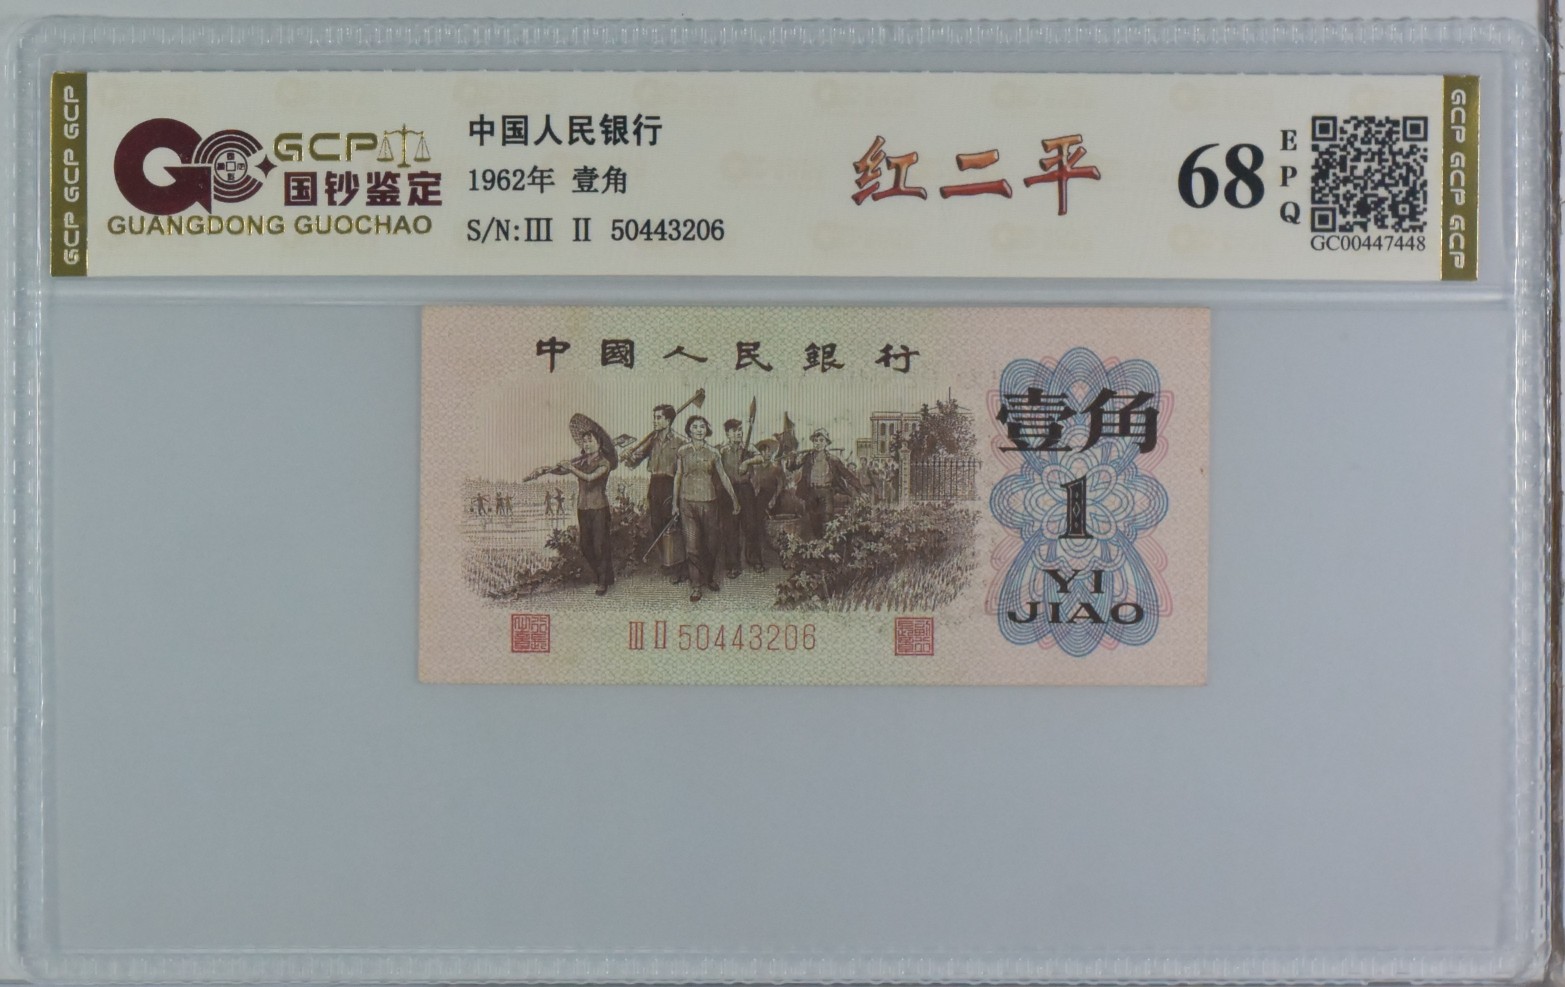 GCP GCP GCP
GCP
国钞鉴定
GUANGDONG GUOCHAO
中国人民银行
1962年 壹角
S/N:Ⅲ Ⅱ 50443206
红二平
68
EPQ
GC00447448
GCP GCP GCP
中國人民銀行
壹角
1
YI
JIAO
Ⅲ Ⅱ 50443206